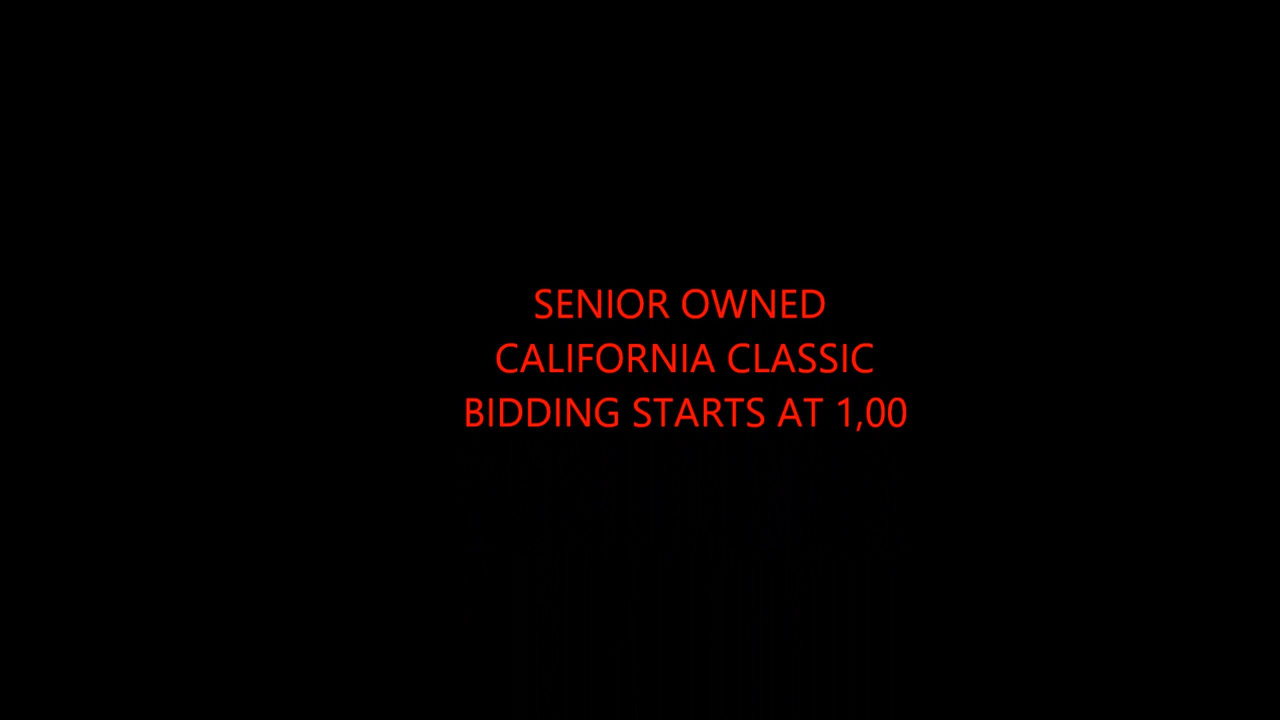 SENIOR OWNED
CALIFORNIA CLASSIC
BIDDING STARTS AT 1,00